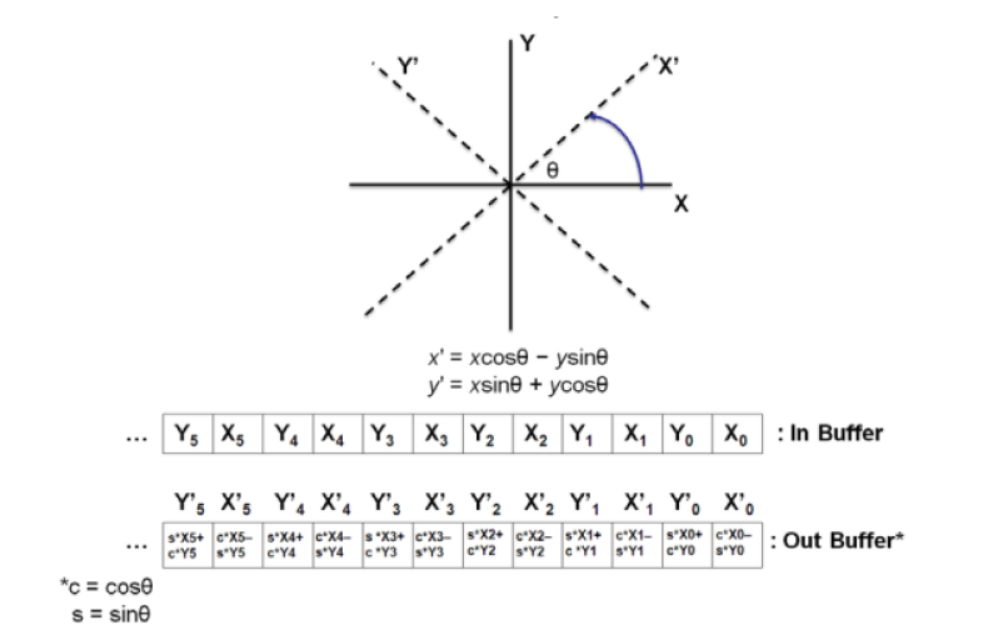 Y
Y'
X'
θ
X
x' = xcosθ − ysinθ
y' = xsinθ + ycosθ
... Y5 X5 Y4 X4 Y3 X3 Y2 X2 Y1 X1 Y0 X0 : In Buffer
Y'5 X'5 Y'4 X'4 Y'3 X'3 Y'2 X'2 Y'1 X'1 Y'0 X'0
... s*X5+ c*X5– s*X4+ c*X4– s*X3+ c*X3– s*X2+ c*X2– s*X1+ c*X1– s*X0+ c*X0– : Out Buffer*
c*Y5 s*Y5 c*Y4 s*Y4 c*Y3 s*Y3 c*Y2 s*Y2 c*Y1 s*Y1 c*Y0 s*Y0
*c = cosθ
s = sinθ